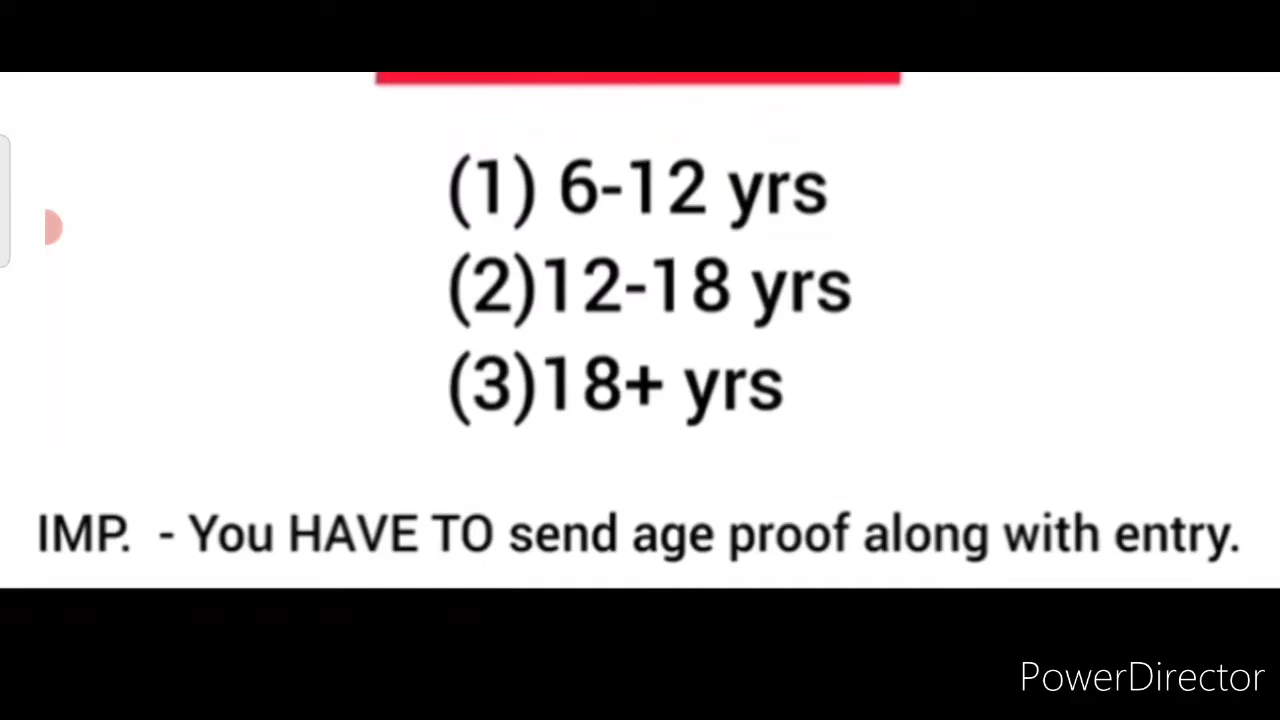 (1) 6-12 yrs
(2)12-18 yrs
(3)18+ yrs
IMP. - You HAVE TO send age proof along with entry.
PowerDirector